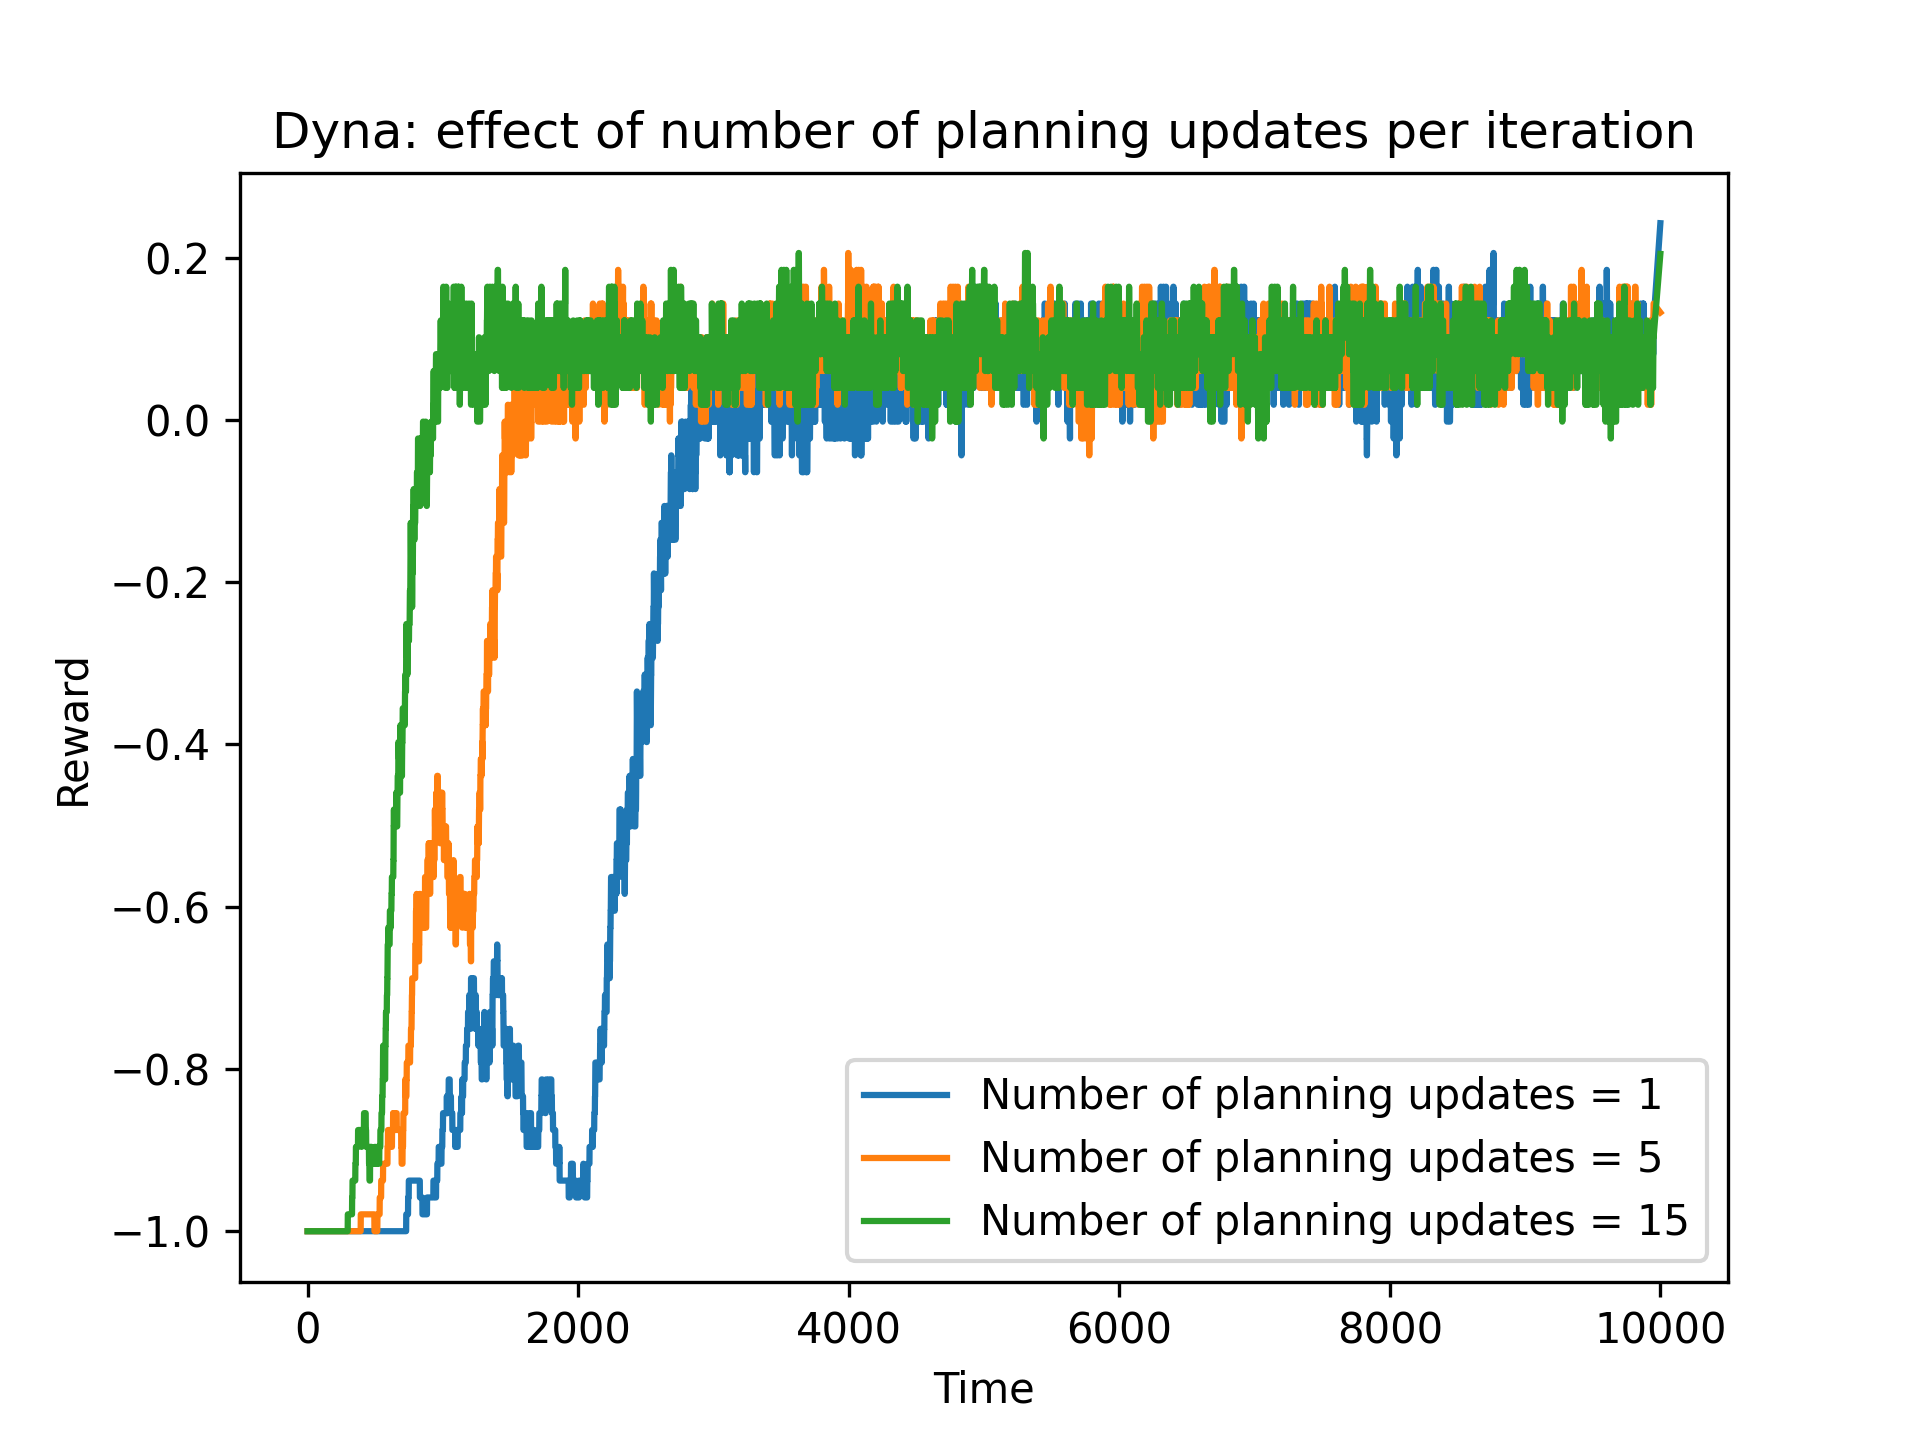 Dyna: effect of number of planning updates per iteration
0.2
0.0
−0.2
−0.4
−0.6
−0.8
−1.0
Reward
Number of planning updates = 1
Number of planning updates = 5
Number of planning updates = 15
0 2000 4000 6000 8000 10000
Time